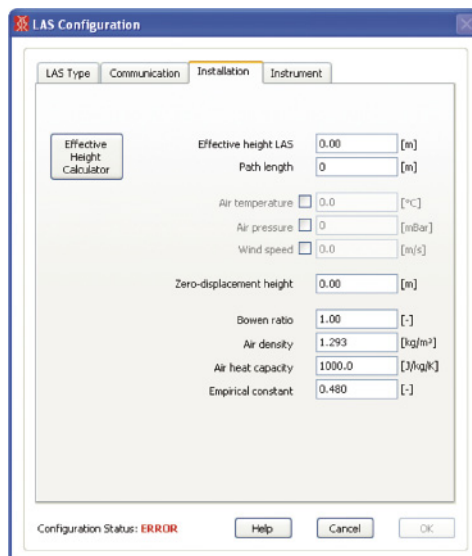 LAS Configuration
LAS Type Communication Installation Instrument
Effective Height Calculator
Effective height LAS 0.00 [m]
Path length 0 [m]
Air temperature 0.0 [°C]
Air pressure 0 [mBar]
Wind speed 0.0 [m/s]
Zero-displacement height 0.00 [m]
Bowen ratio 1.00 [-]
Air density 1.293 [kg/m³]
Air heat capacity 1000.0 [J/kg/K]
Empirical constant 0.480 [-]
Configuration Status: ERROR Help Cancel OK